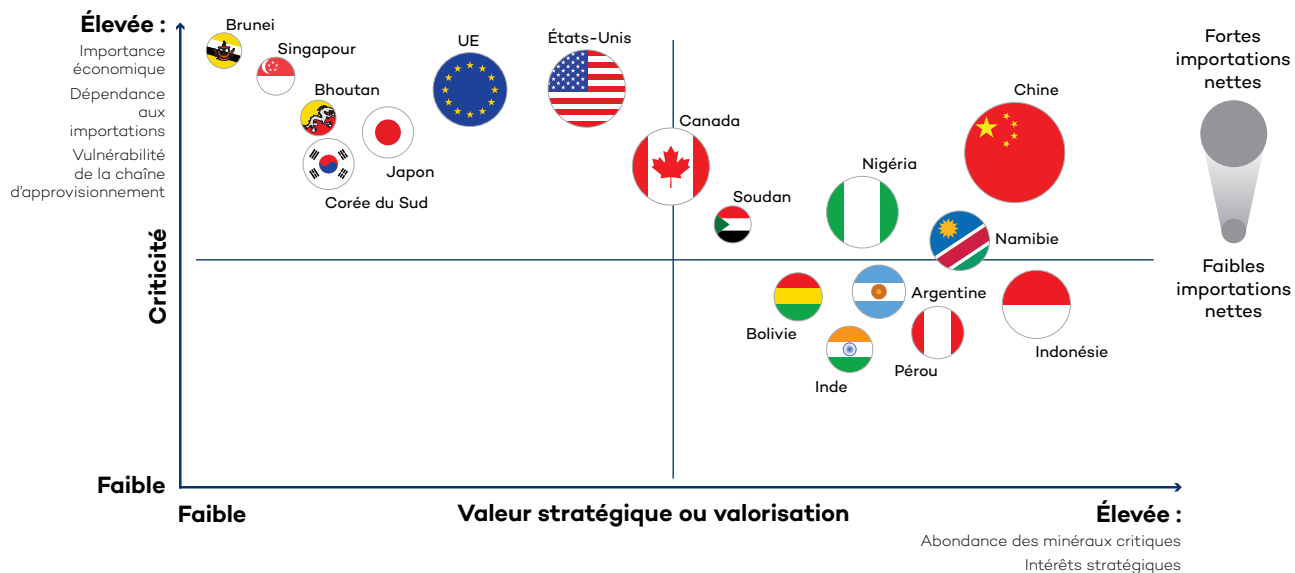 Élevée :
Importance
économique
Dépendance
aux
importations
Vulnérabilité
de la chaîne
d'approvisionnement
Criticité
Faible
Brunei
Singapour
Bhoutan
Corée du Sud
Japon
UE
États-Unis
Canada
Soudan
Nigéria
Chine
Namibie
Bolivie
Argentine
Inde
Pérou
Indonésie
Fortes
importations
nettes
Faibles
importations
nettes
Faible
Valeur stratégique ou valorisation
Élevée :
Abondance des minéraux critiques
Intérêts stratégiques